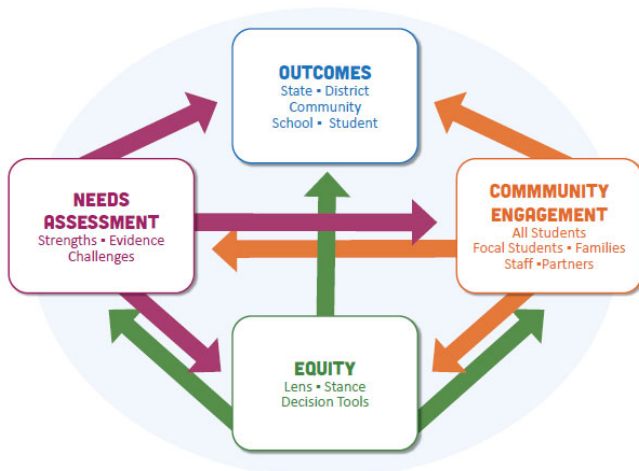 OUTCOMES
State ▪ District
Community
School ▪ Student
NEEDS
ASSESSMENT
Strengths ▪ Evidence
Challenges
COMMMUNITY
ENGAGEMENT
All Students
Focal Students ▪ Families
Staff ▪Partners
EQUITY
Lens ▪ Stance
Decision Tools